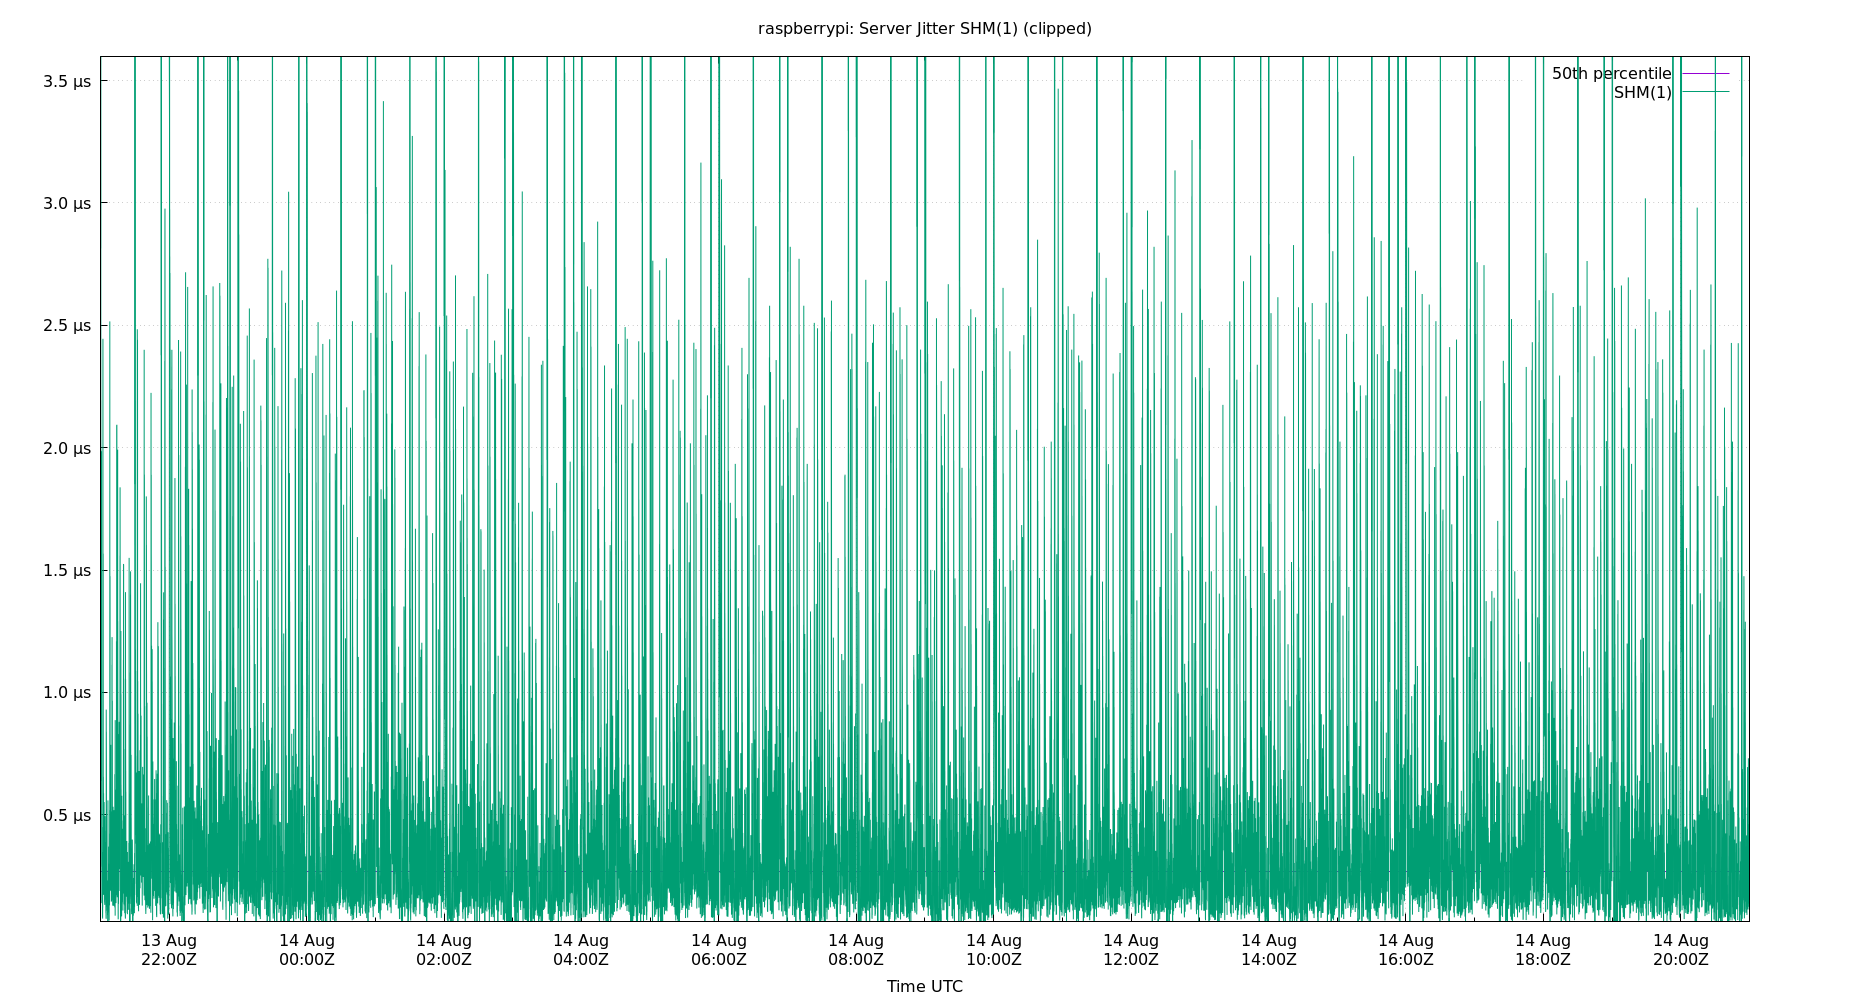 raspberrypi: Server Jitter SHM(1) (clipped)
3.5 µs
3.0 µs
2.5 µs
2.0 µs
1.5 µs
1.0 µs
0.5 µs
50th percentile
SHM(1)
13 Aug 14 Aug 14 Aug 14 Aug 14 Aug 14 Aug 14 Aug 14 Aug 14 Aug 14 Aug 14 Aug 14 Aug
22:00Z 00:00Z 02:00Z 04:00Z 06:00Z 08:00Z 10:00Z 12:00Z 14:00Z 16:00Z 18:00Z 20:00Z
Time UTC